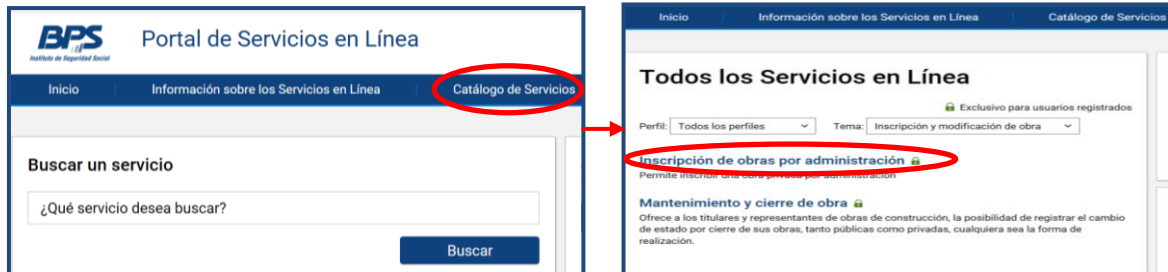 BPS
Instituto de Seguridad Social
Portal de Servicios en Línea
Inicio
Información sobre los Servicios en Línea
Catálogo de Servicios
Buscar un servicio
¿Qué servicio desea buscar?
Buscar
Inicio
Información sobre los Servicios en Línea
Catálogo de Servicios
Todos los Servicios en Línea
Exclusivo para usuarios registrados
Perfil: Todos los perfiles Tema: Inscripción y modificación de obra
Inscripción de obras por administración
Permite inscribir una obra privada por administración
Mantenimiento y cierre de obra
Ofrece a los titulares y representantes de obras de construcción, la posibilidad de registrar el cambio
de estado por cierre de sus obras, tanto públicas como privadas, cualquiera sea la forma de
realización.